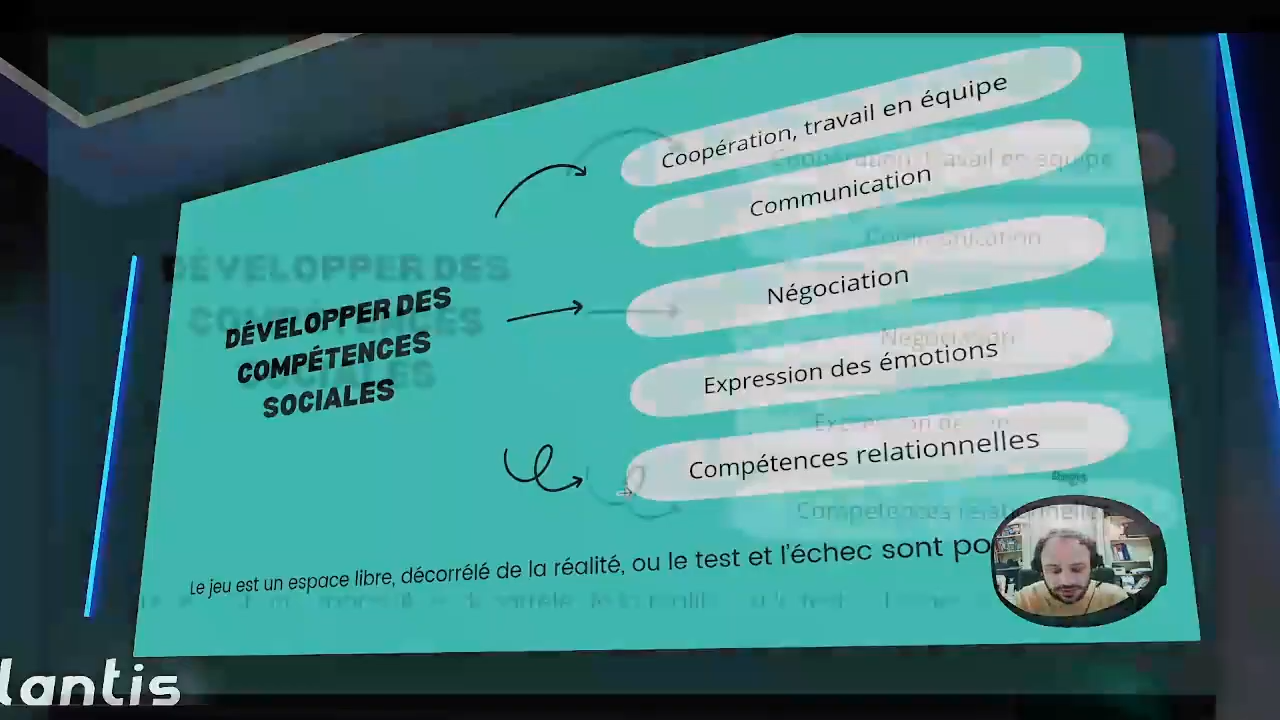 Coopération, travail en équipe
Communication
Négociation
DÉVELOPPER DES
COMPÉTENCES
SOCIALES
Expression des émotions
Compétences relationnelles
Le jeu est un espace libre, décorrélé de la réalité, ou le test et l'échec sont
lantis